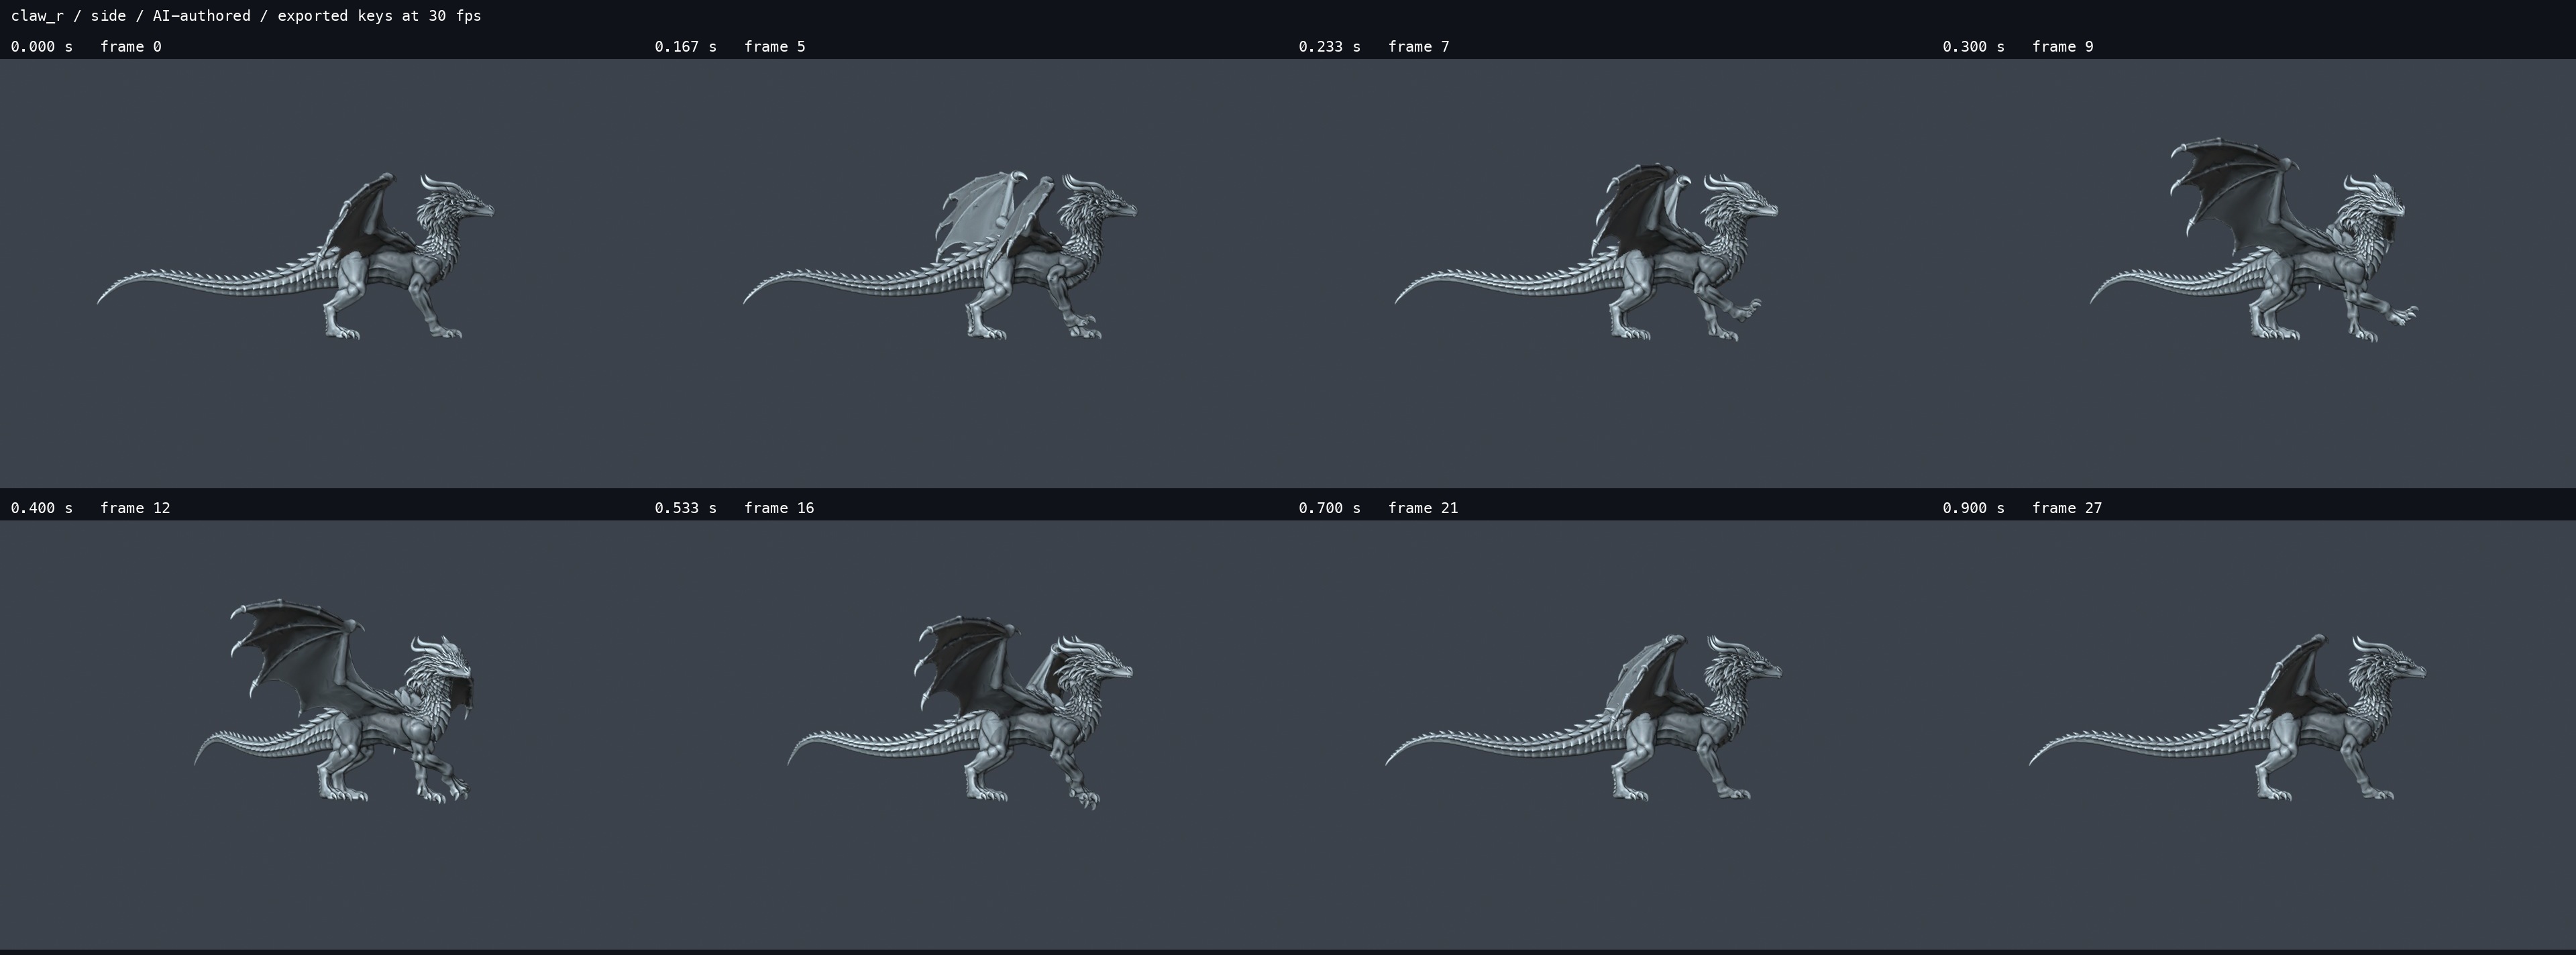 claw_r / side / AI-authored / exported keys at 30 fps
0.000 s frame 0
0.167 s frame 5
0.233 s frame 7
0.300 s frame 9
0.400 s frame 12
0.533 s frame 16
0.700 s frame 21
0.900 s frame 27